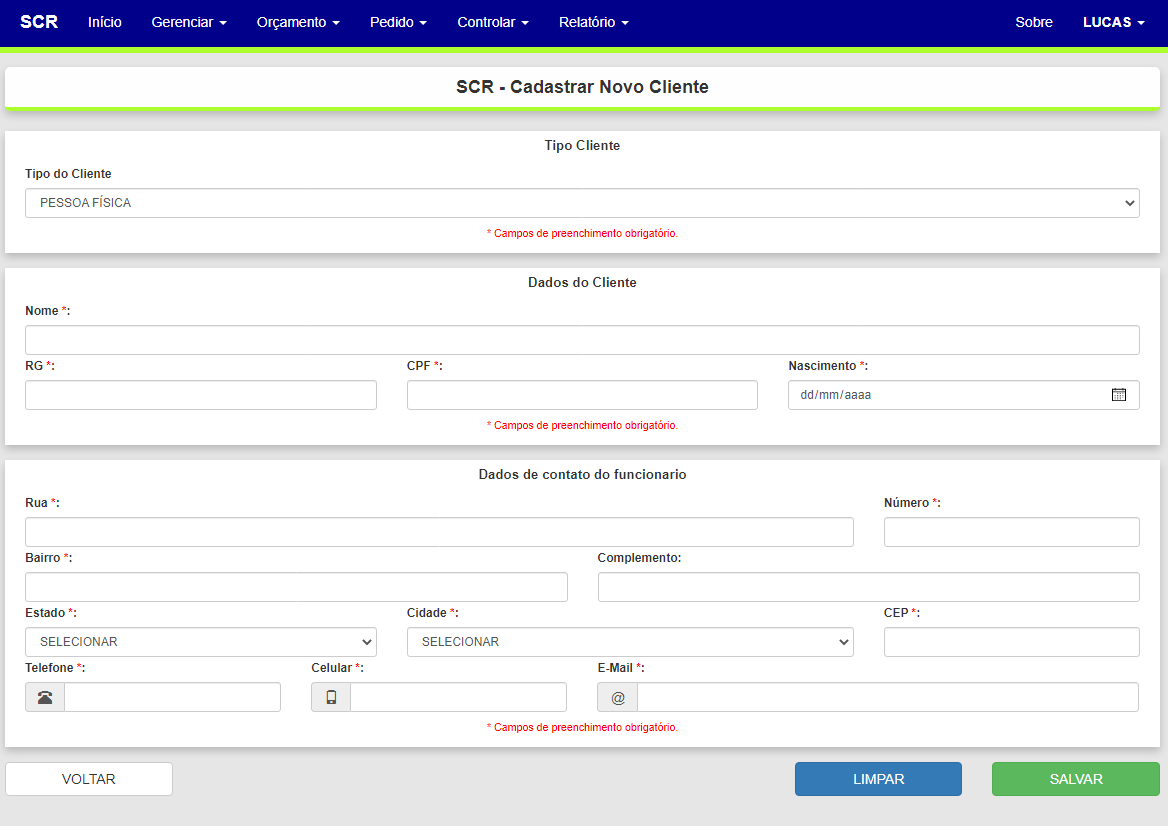 SCR Início Gerenciar Orçamento Pedido Controlar Relatório Sobre LUCAS
SCR - Cadastrar Novo Cliente
Tipo Cliente
Tipo do Cliente
PESSOA FÍSICA
* Campos de preenchimento obrigatório.
Dados do Cliente
Nome *:
RG *: CPF *: Nascimento *:
dd/mm/aaaa
* Campos de preenchimento obrigatório.
Dados de contato do funcionario
Rua *: Número *:
Bairro *: Complemento:
Estado *: Cidade *: CEP *:
SELECIONAR SELECIONAR
Telefone *: Celular *: E-Mail *:
@
* Campos de preenchimento obrigatório.
VOLTAR LIMPAR SALVAR